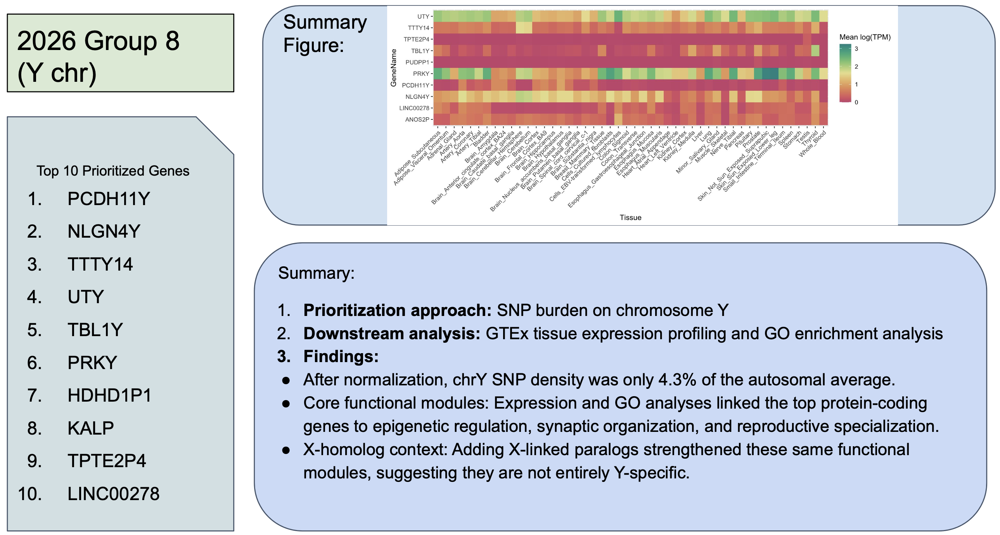 2026 Group 8
(Y chr)
Top 10 Prioritized Genes
1. PCDH11Y
2. NLGN4Y
3. TTTY14
4. UTY
5. TBL1Y
6. PRKY
7. HDHD1P1
8. KALP
9. TPTE2P4
10. LINC00278
Summary
Figure:
GeneName
UTY
TTTY14
TPTE2P4
TBL1Y
PUDPP1
PRKY
PCDH11Y
NLGN4Y
LINC00278
ANOS2P
Adipose_Subcutaneous
Adipose_Visceral_Omentum
Adrenal_Gland
Artery_Aorta
Artery_Coronary
Artery_Tibial
Bladder
Brain_Amygdala
Brain_Anterior_cingulate_cortex_BA24
Brain_Caudate_basal_ganglia
Brain_Cerebellar_Hemisphere
Brain_Cerebellum
Brain_Cortex
Brain_Frontal_Cortex_BA9
Brain_Hippocampus
Brain_Hypothalamus
Brain_Nucleus_accumbens_basal_ganglia
Brain_Putamen_basal_ganglia
Brain_Spinal_cord_cervical_c-1
Brain_Substantia_nigra
Breast_Mammary_Tissue
Cells_Cultured_fibroblasts
Cells_EBV-transformed_lymphocytes
Colon_Sigmoid
Colon_Transverse
Esophagus_Gastroesophageal_Junction
Esophagus_Mucosa
Esophagus_Muscularis
Heart_Atrial_Appendage
Heart_Left_Ventricle
Kidney_Cortex
Kidney_Medulla
Liver
Lung
Minor_Salivary_Gland
Muscle_Skeletal
Nerve_Tibial
Pancreas
Pituitary
Prostate
Skin_Not_Sun_Exposed_Suprapubic
Skin_Sun_Exposed_Lower_leg
Small_Intestine_Terminal_Ileum
Spleen
Stomach
Testis
Thyroid
Whole_Blood
Tissue
Mean log(TPM)
3
2
1
0
Summary:
1. Prioritization approach: SNP burden on chromosome Y
2. Downstream analysis: GTEx tissue expression profiling and GO enrichment analysis
3. Findings:
● After normalization, chrY SNP density was only 4.3% of the autosomal average.
● Core functional modules: Expression and GO analyses linked the top protein-coding
genes to epigenetic regulation, synaptic organization, and reproductive specialization.
● X-homolog context: Adding X-linked paralogs strengthened these same functional
modules, suggesting they are not entirely Y-specific.